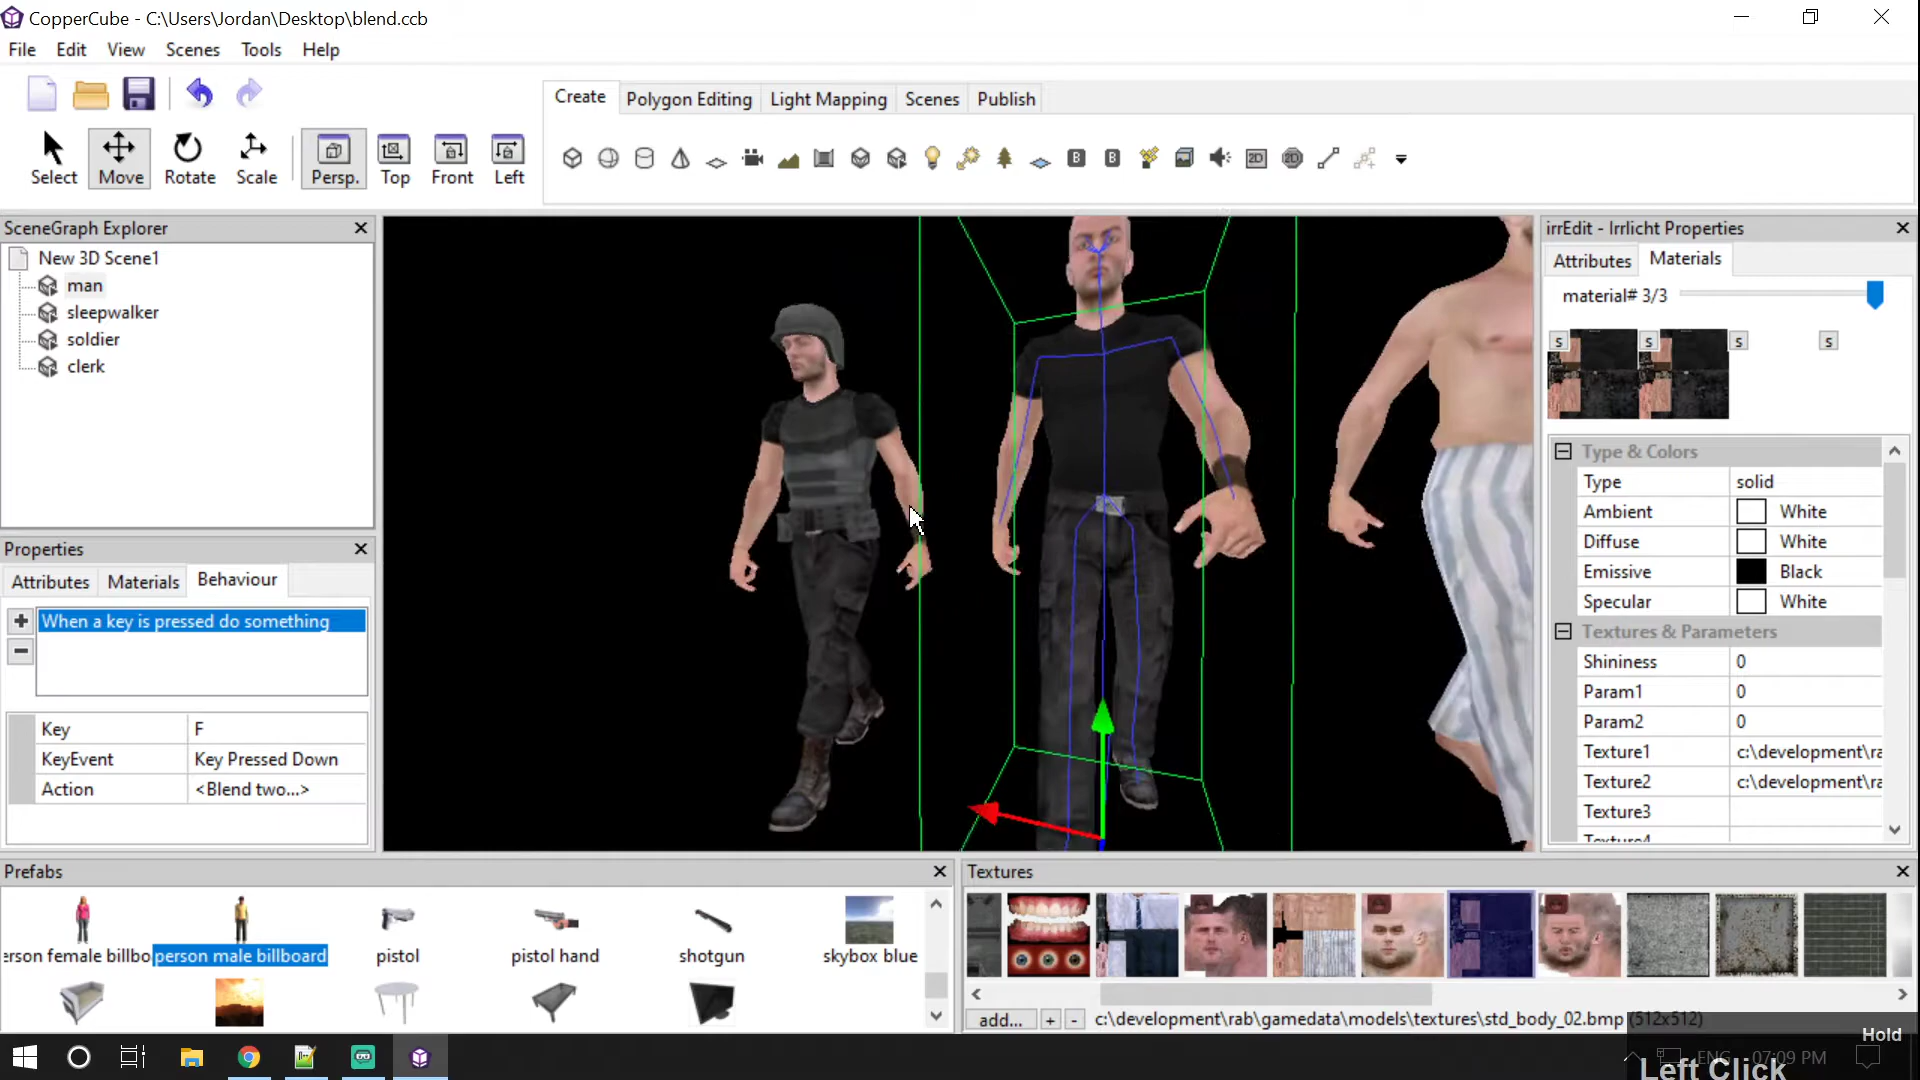 CopperCube - C:\Users\Jordan\Desktop\blend.ccb
File Edit View Scenes Tools Help
Create Polygon Editing Light Mapping Scenes Publish
Select Move Rotate Scale Persp. Top Front Left
SceneGraph Explorer
New 3D Scene1
man
sleepwalker
soldier
clerk
Properties
Attributes Materials Behaviour
When a key is pressed do something
Key F
KeyEvent Key Pressed Down
Action <Blend two...>
irrEdit - Irrlicht Properties
Attributes Materials
material# 3/3
s s s s
Type & Colors
Type solid
Ambient White
Diffuse White
Emissive Black
Specular White
Textures & Parameters
Shininess 0
Param1 0
Param2 0
Texture1 c:\development\ra
Texture2 c:\development\ra
Texture3
Texture4
Prefabs
erson female billbo person male billboard pistol pistol hand shotgun skybox blue
Textures
add... + - c:\development\rab\gamedata\models\textures\std_body_02.bmp (512x512)
Hold
Left Click
ENG 07:09 PM